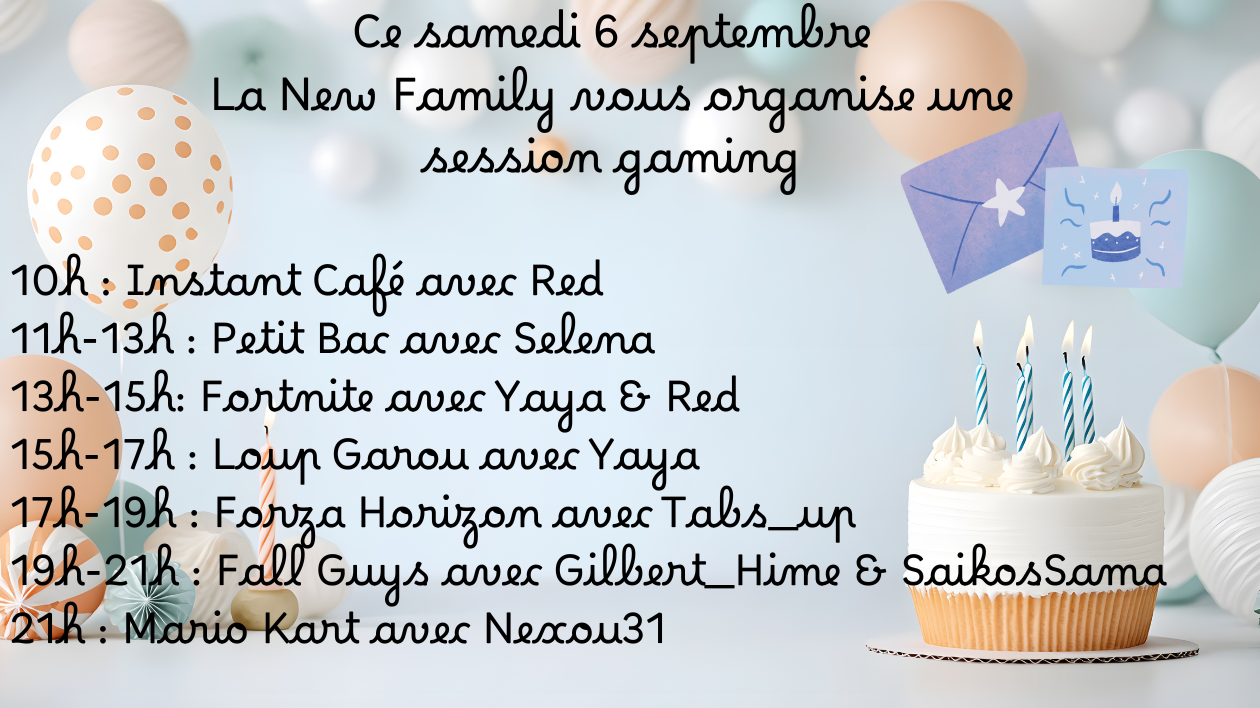 Ce samedi 6 septembre
La New Family vous organise une
session gaming
10h : Instant Café avec Red
11h-13h : Petit Bac avec Selena
13h-15h: Fortnite avec Yaya & Red
15h-17h : Loup Garou avec Yaya
17h-19h : Forza Horizon avec Tabs_up
19h-21h : Fall Guys avec Gilbert_Hime & SaikosSama
21h : Mario Kart avec Nexou31